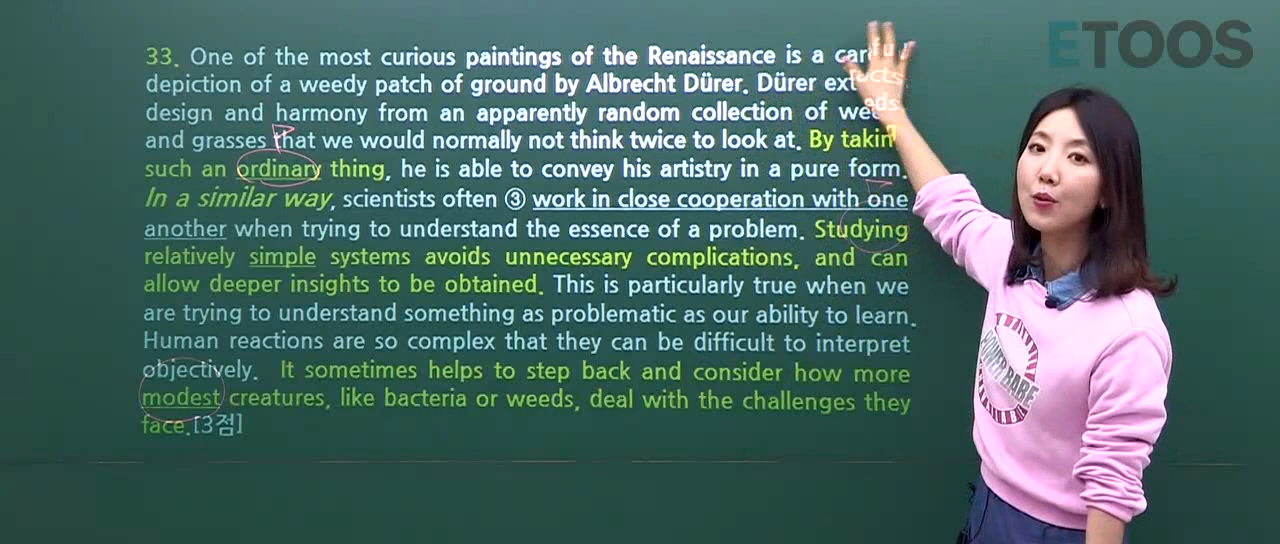 ETOOS
33. One of the most curious paintings of the Renaissance is a careful
depiction of a weedy patch of ground by Albrecht Dürer. Dürer extracts
design and harmony from an apparently random collection of weeds
and grasses that we would normally not think twice to look at. By takin
such an ordinary thing, he is able to convey his artistry in a pure form.
In a similar way, scientists often ③ work in close cooperation with one
another when trying to understand the essence of a problem. Studying
relatively simple systems avoids unnecessary complications, and can
allow deeper insights to be obtained. This is particularly true when we
are trying to understand something as problematic as our ability to learn.
Human reactions are so complex that they can be difficult to interpret
objectively. It sometimes helps to step back and consider how more
modest creatures, like bacteria or weeds, deal with the challenges they
face.[3점]
POWER BABE